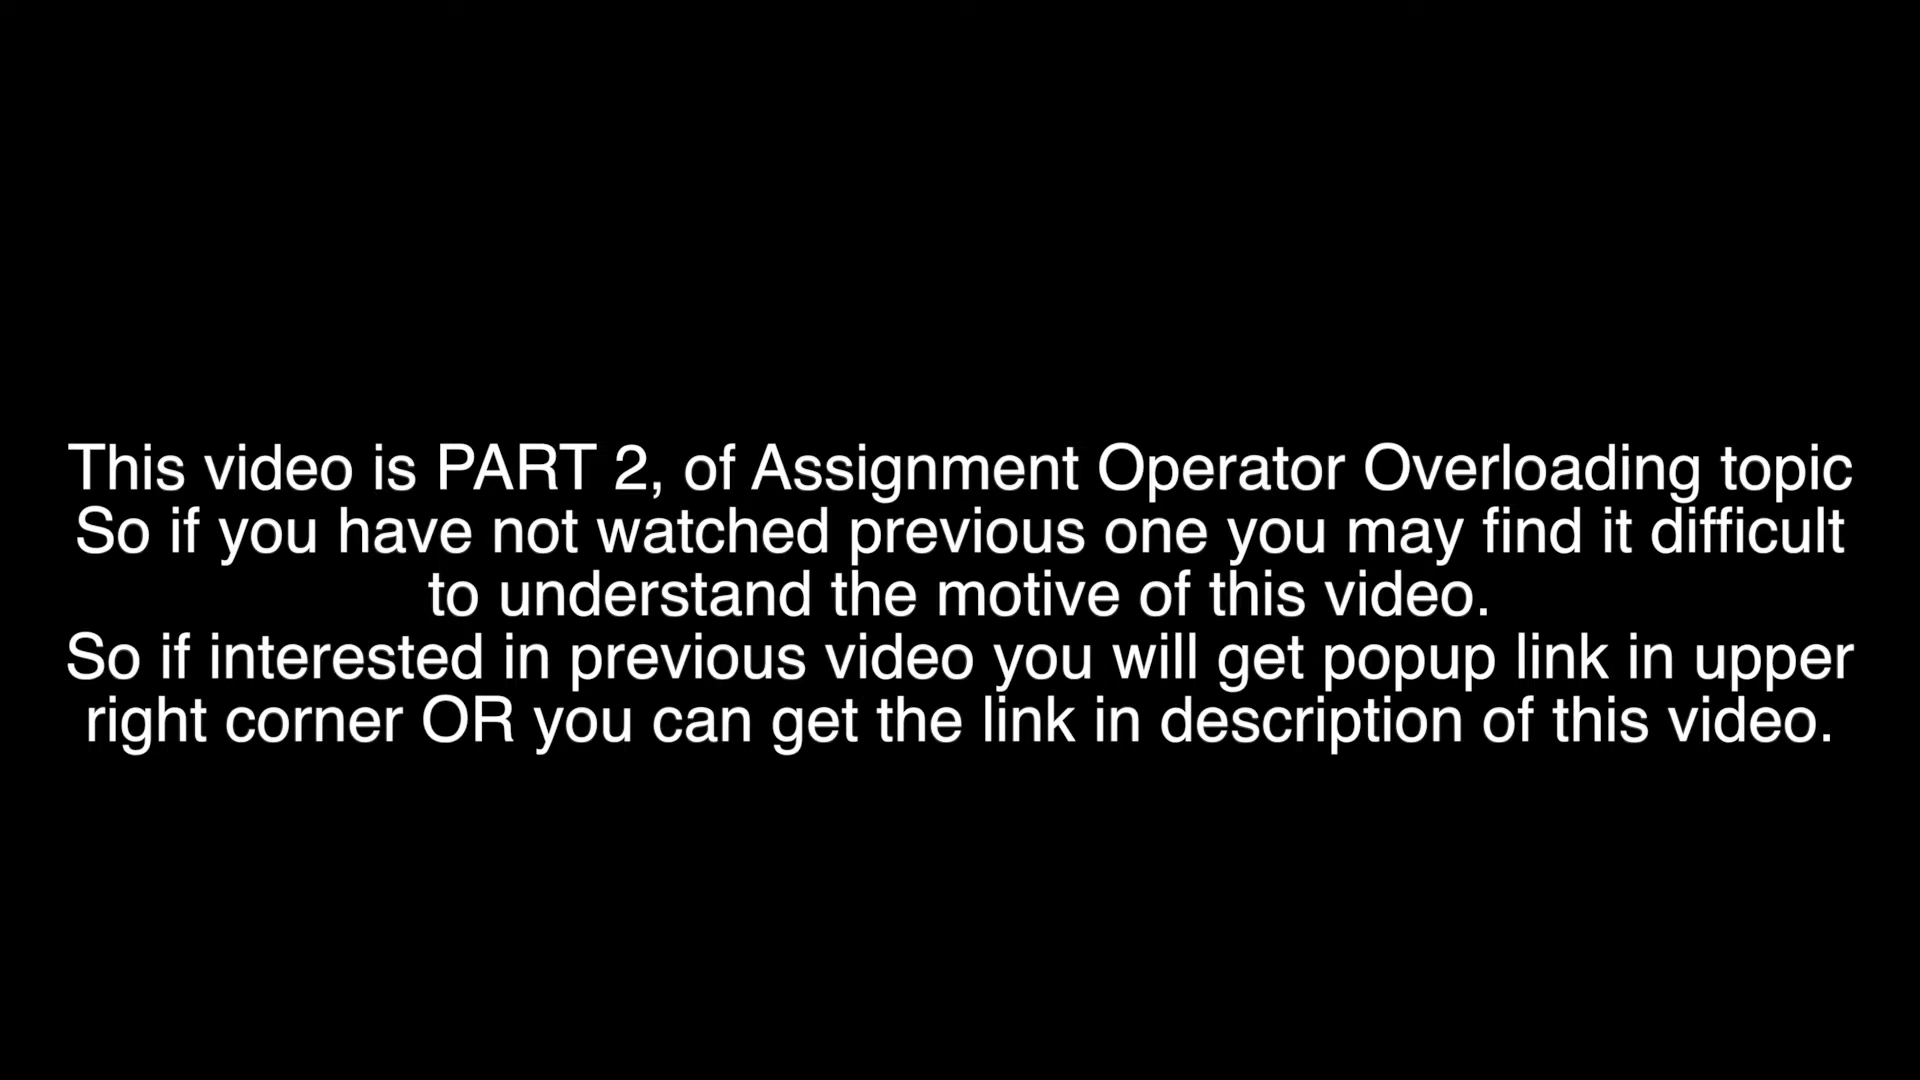 This video is PART 2, of Assignment Operator Overloading topic
So if you have not watched previous one you may find it difficult
to understand the motive of this video.
So if interested in previous video you will get popup link in upper
right corner OR you can get the link in description of this video.